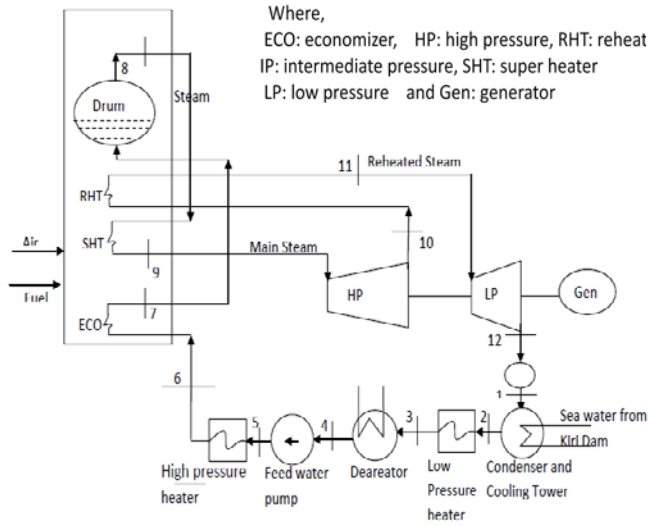 Where,
ECO: economizer, HP: high pressure, RHT: reheat
IP: intermediate pressure, SHT: super heater
LP: low pressure and Gen: generator
8
Drum
Steam
11 Reheated Steam
RHT
10
Air
SHT
9
Main Steam
Fuel
7
HP
LP
Gen
ECO
12
6
1
Sea water from
Kiri Dam
5
4
3
2
High pressure
heater
Feed water
pump
Deareator
Low
Pressure
heater
Condenser and
Cooling Tower